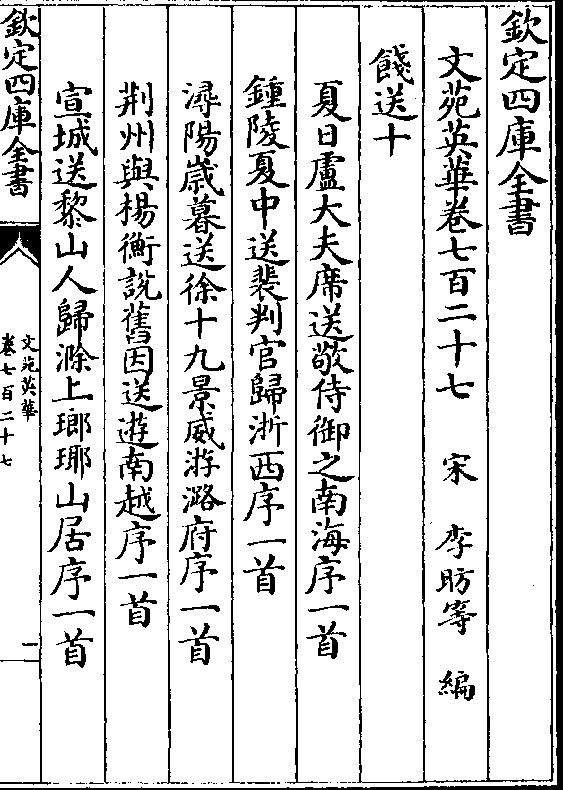 欽定四庫全書
文苑英華卷七百二十七 宋 李昉等 編
餞送十
夏日盧大夫席送敬侍御之南海序一首
鍾陵夏中送裴判官歸浙西序一首
潯陽歳暮送徐十九景威游潞府序一首
荆州與楊衡説舊因送遊南越序一首
宣城送黎山人歸滁上瑯琊山居序一首
欽定四庫全書
文苑英華
卷七百二十七
一